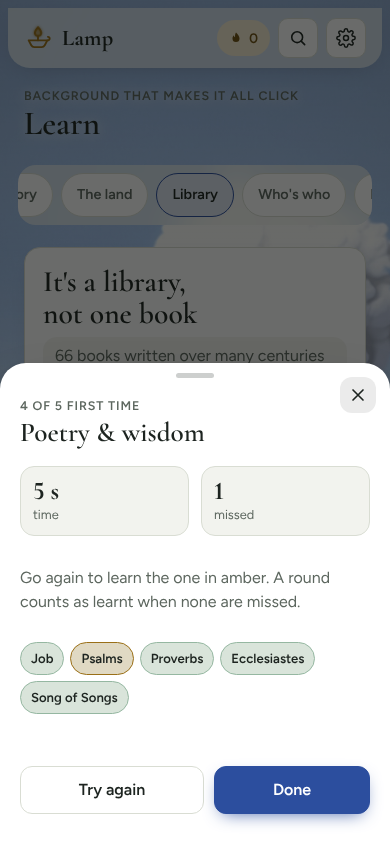 Lamp
0
BACKGROUND THAT MAKES IT ALL CLICK
Learn
ory
The land
Library
Who's who
It's a library,
not one book
66 books written over many centuries
4 OF 5 FIRST TIME
Poetry & wisdom
5 s
time
1
missed
Go again to learn the one in amber. A round
counts as learnt when none are missed.
Job
Psalms
Proverbs
Ecclesiastes
Song of Songs
Try again
Done